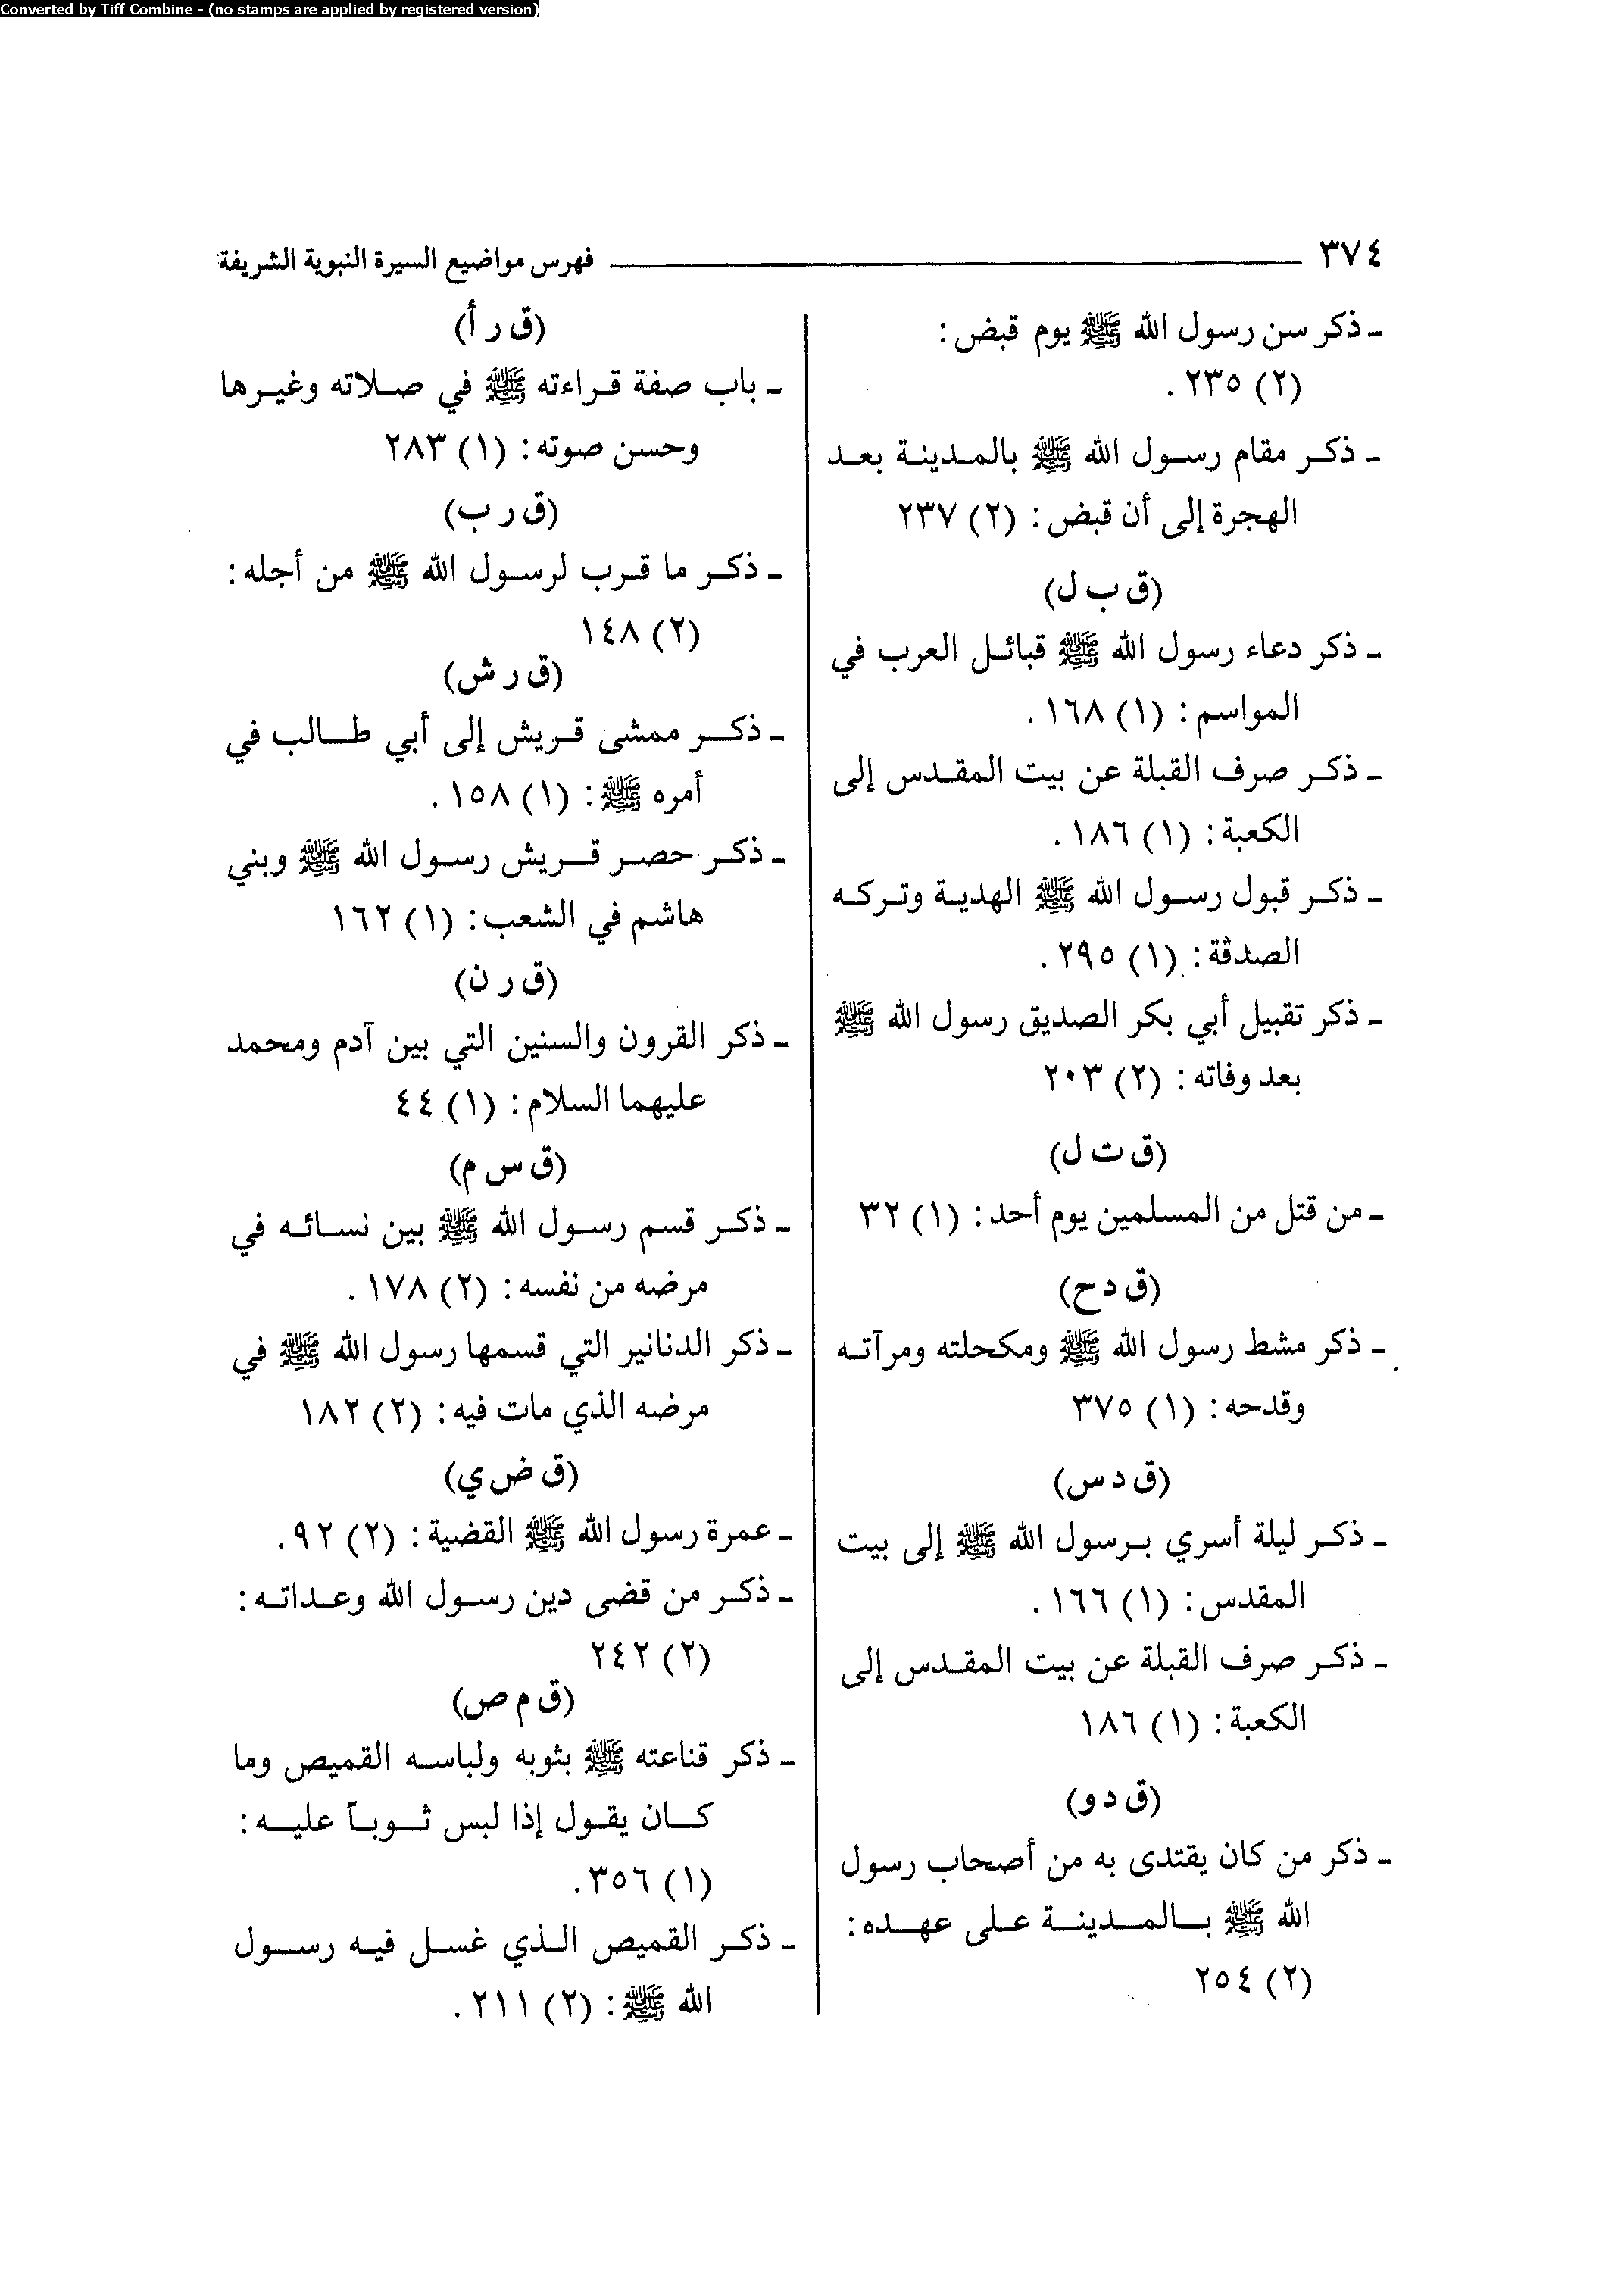 Converted by Tiff Combine - (no stamps are applied by registered version)
٣٧٤ فهرس مواضيع السيرة النبوية الشريفة
- ذكر سن رسول الله ﷺ يوم قبض:
(٢) ٢٣٥.
- ذكر مقام رسول الله ﷺ بالمدينة بعد
الهجرة إلى أن قبض: (٢) ٢٣٧
(ق ب ل)
- ذكر دعاء رسول الله ﷺ قبائل العرب في
المواسم: (١) ١٦٨.
- ذكر صرف القبلة عن بيت المقدس إلى
الكعبة: (١) ١٨٦.
- ذكر قبول رسول الله ﷺ الهدية وتركه
الصدقة: (١) ٢٩٥.
- ذكر تقبيل أبي بكر الصديق رسول الله ﷺ
بعد وفاته: (٢) ٢٠٣
(ق ت ل)
- من قتل من المسلمين يوم أحد: (١) ٣٢
(ق د ح)
- ذكر مشط رسول الله ﷺ ومكحلته ومرآته
وقدحه: (١) ٣٧٥
(ق د س)
- ذكر ليلة أسري برسول الله ﷺ إلى بيت
المقدس: (١) ١٦٦.
- ذكر صرف القبلة عن بيت المقدس إلى
الكعبة: (١) ١٨٦
(ق د و)
- ذكر من كان يقتدى به من أصحاب رسول
الله ﷺ بالمدينة على عهده:
(٢) ٢٥٤
(ق ر أ)
- باب صفة قراءته ﷺ في صلاته وغيرها
وحسن صوته: (١) ٢٨٣
(ق ر ب)
- ذكر ما قرب لرسول الله ﷺ من أجله:
(٢) ١٤٨
(ق ر ش)
- ذكر ممشى قريش إلى أبي طالب في
أمره ﷺ: (١) ١٥٨.
- ذكر حصر قريش رسول الله ﷺ وبني
هاشم في الشعب: (١) ١٦٢
(ق ر ن)
- ذكر القرون والسنين التي بين آدم ومحمد
عليهما السلام: (١) ٤٤
(ق س م)
- ذكر قسم رسول الله ﷺ بين نسائه في
مرضه من نفسه: (٢) ١٧٨.
- ذكر الدنانير التي قسمها رسول الله ﷺ في
مرضه الذي مات فيه: (٢) ١٨٢
(ق ض ي)
- عمرة رسول الله ﷺ القضية: (٢) ٩٢.
- ذكر من قضى دين رسول الله وعداته:
(٢) ٢٤٢
(ق م ص)
- ذكر قناعته ﷺ بثوبه ولباسه القميص وما
كان يقول إذا لبس ثوباً عليه:
(١) ٣٥٦.
- ذكر القميص الذي غسل فيه رسول
الله ﷺ: (٢) ٢١١.